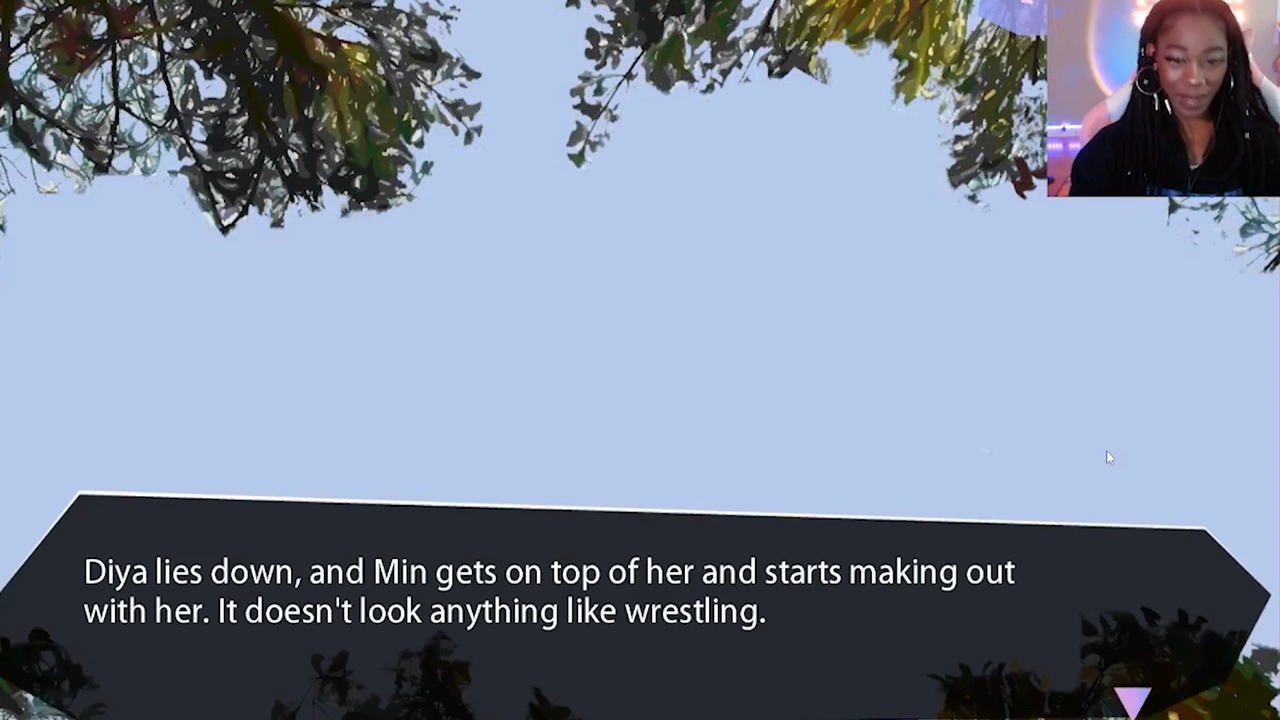 Diya lies down, and Min gets on top of her and starts making out
with her. It doesn't look anything like wrestling.